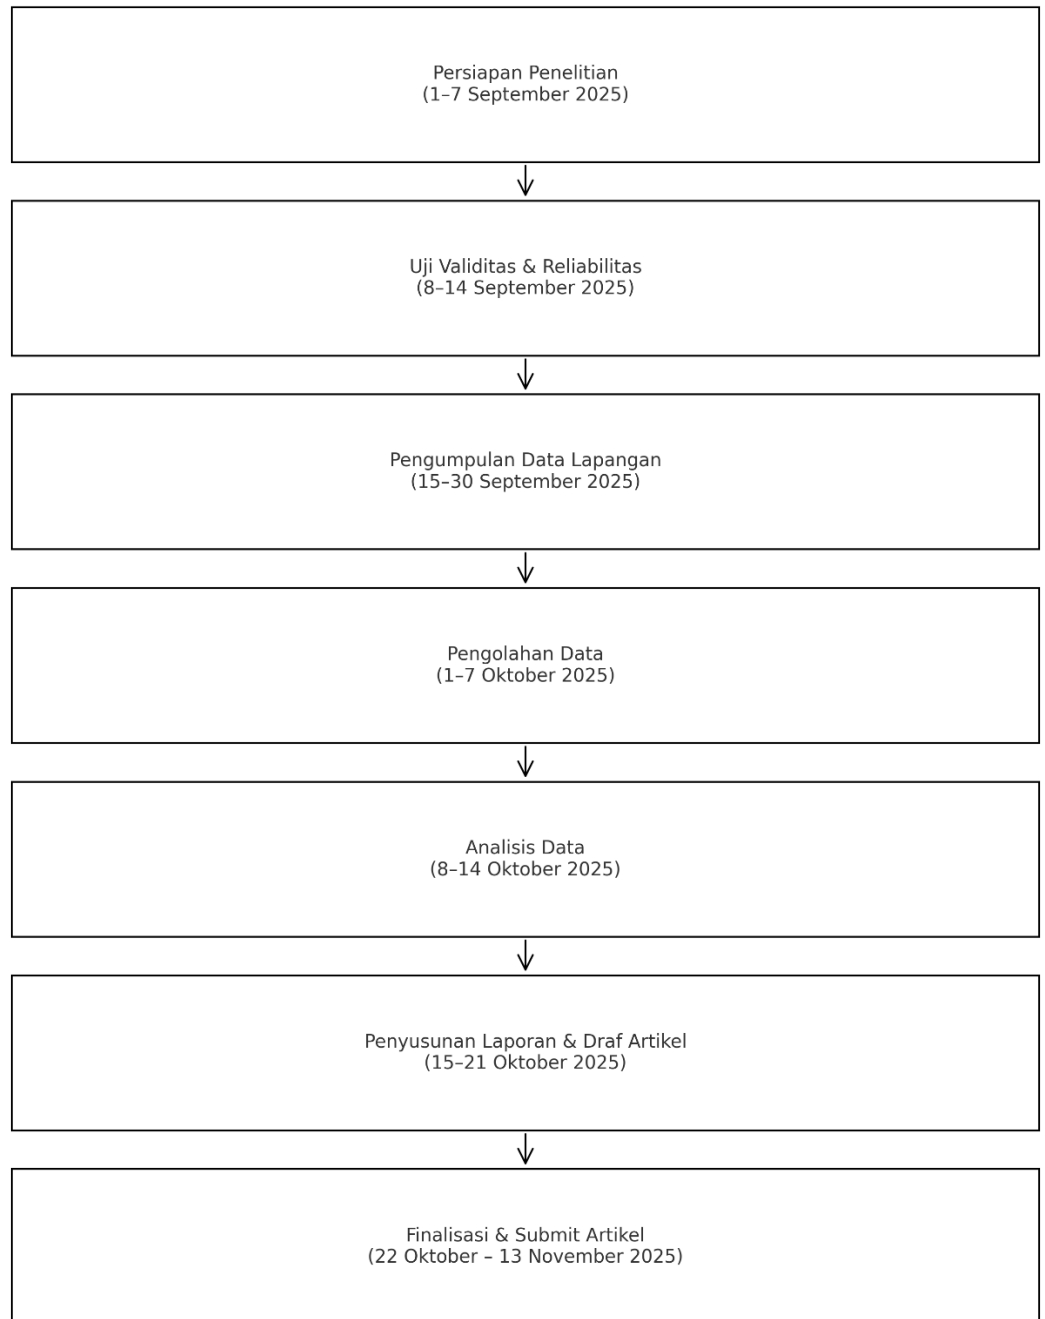 Persiapan Penelitian
(1–7 September 2025)
Uji Validitas & Reliabilitas
(8–14 September 2025)
Pengumpulan Data Lapangan
(15–30 September 2025)
Pengolahan Data
(1–7 Oktober 2025)
Analisis Data
(8–14 Oktober 2025)
Penyusunan Laporan & Draf Artikel
(15–21 Oktober 2025)
Finalisasi & Submit Artikel
(22 Oktober – 13 November 2025)